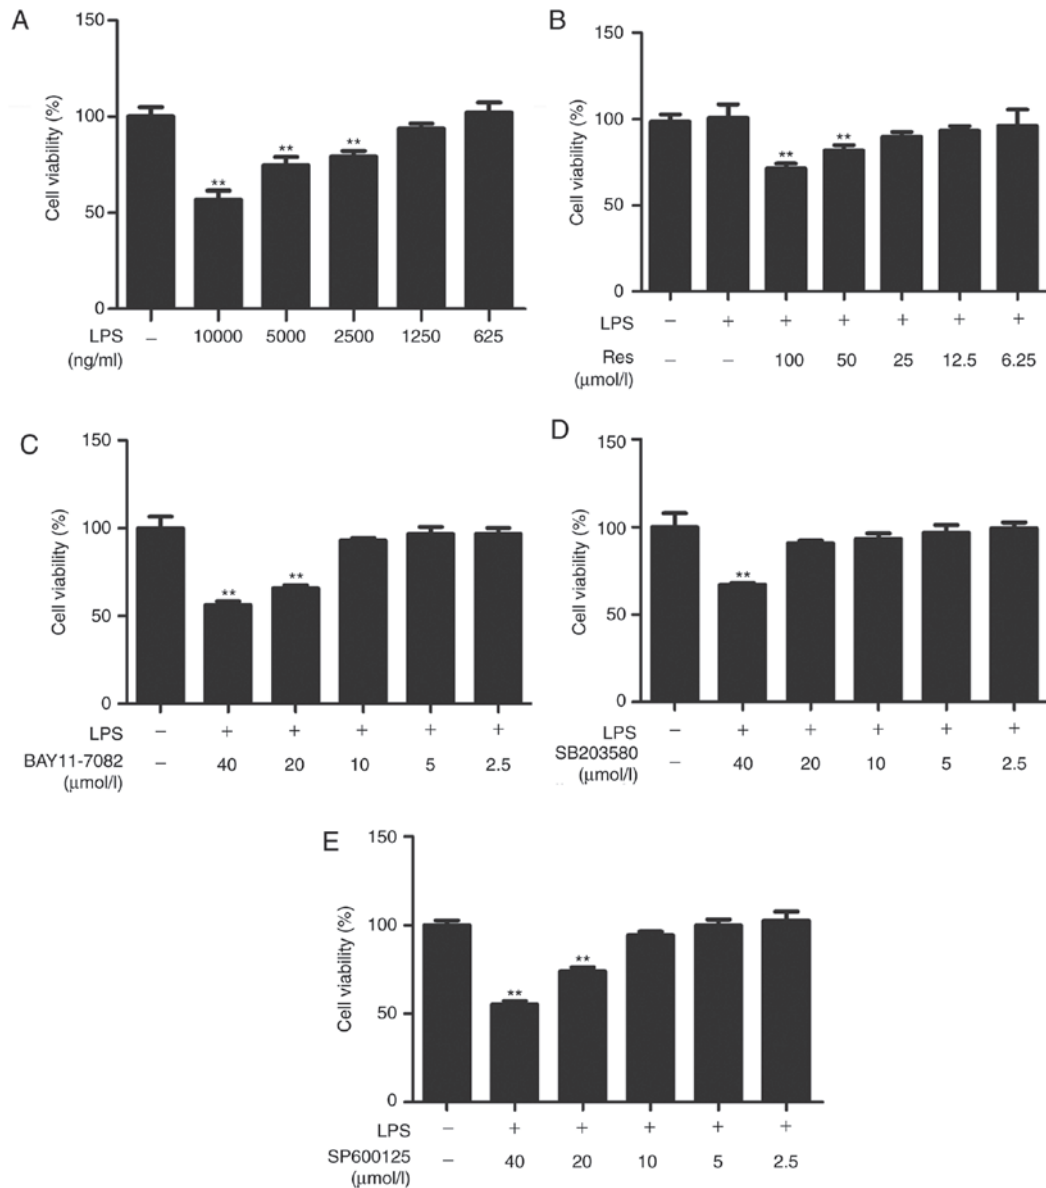 A
150
100
50
0
Cell viability (%)
** ** **
LPS – 10000 5000 2500 1250 625
(ng/ml)
B
150
100
50
0
Cell viability (%)
** **
LPS – + + + + + +
Res – – 100 50 25 12.5 6.25
(μmol/l)
C
150
100
50
0
Cell viability (%)
** **
LPS – + + + + +
BAY11-7082 – 40 20 10 5 2.5
(μmol/l)
D
150
100
50
0
Cell viability (%)
**
LPS – + + + + +
SB203580 – 40 20 10 5 2.5
(μmol/l)
E
150
100
50
0
Cell viability (%)
** **
LPS – + + + + +
SP600125 – 40 20 10 5 2.5
(μmol/l)